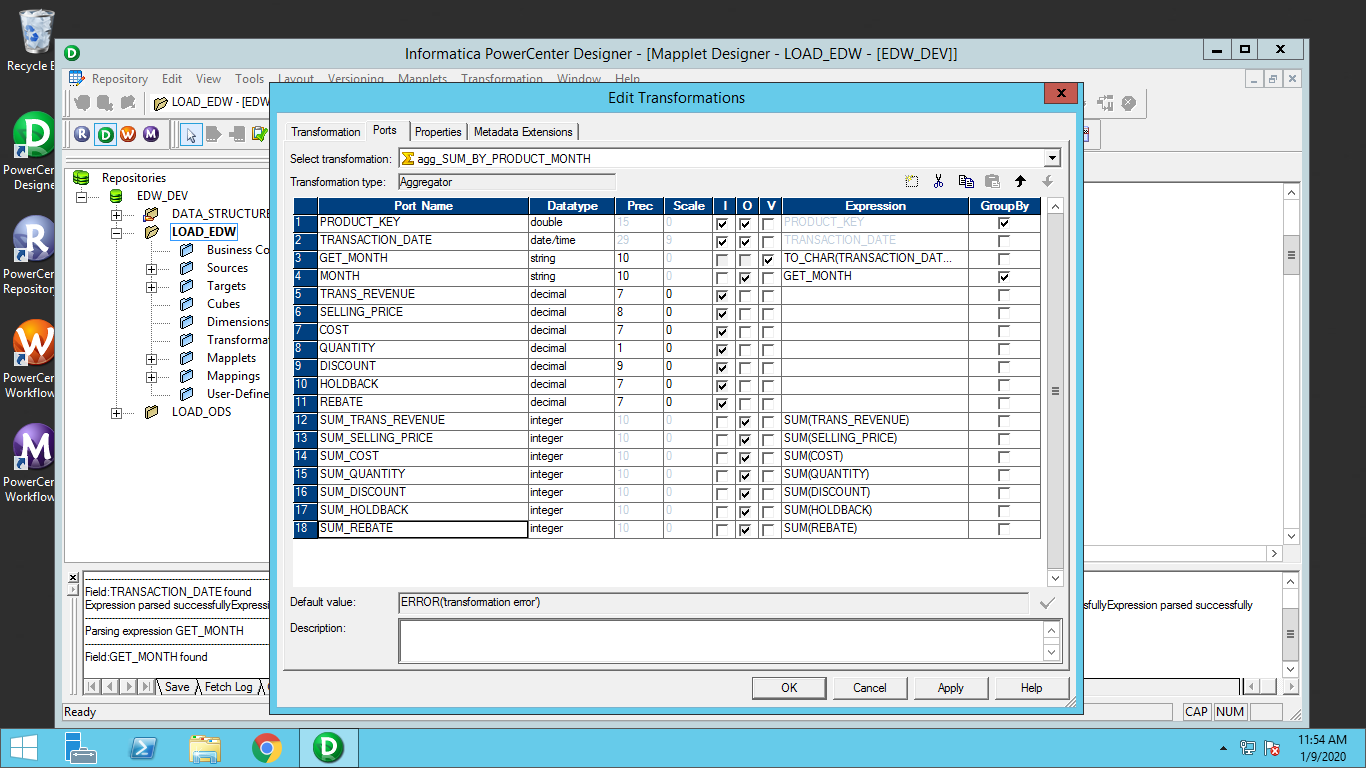 Recycle B
Informatica PowerCenter Designer - [Mapplet Designer - LOAD_EDW - [EDW_DEV]]
Repository Edit View Tools Layout Versioning Mapplets Transformation Window Help
LOAD_EDW - [EDW
Edit Transformations
R D W M
Transformation Ports Properties Metadata Extensions
Select transformation: agg_SUM_BY_PRODUCT_MONTH
Transformation type: Aggregator
PowerCen
Designe
PowerCen
Repository
PowerCen
Workflow
PowerCen
Workflow
Repositories
EDW_DEV
DATA_STRUCTURE
LOAD_EDW
Business Co
Sources
Targets
Cubes
Dimensions
Transformat
Mapplets
Mappings
User-Define
LOAD_ODS
Port Name Datatype Prec Scale I O V Expression GroupBy
1 PRODUCT_KEY double 15 0 PRODUCT_KEY
2 TRANSACTION_DATE date/time 29 9 TRANSACTION_DATE
3 GET_MONTH string 10 0 TO_CHAR(TRANSACTION_DAT...
4 MONTH string 10 0 GET_MONTH
5 TRANS_REVENUE decimal 7 0
6 SELLING_PRICE decimal 8 0
7 COST decimal 7 0
8 QUANTITY decimal 1 0
9 DISCOUNT decimal 9 0
10 HOLDBACK decimal 7 0
11 REBATE decimal 7 0
12 SUM_TRANS_REVENUE integer 10 0 SUM(TRANS_REVENUE)
13 SUM_SELLING_PRICE integer 10 0 SUM(SELLING_PRICE)
14 SUM_COST integer 10 0 SUM(COST)
15 SUM_QUANTITY integer 10 0 SUM(QUANTITY)
16 SUM_DISCOUNT integer 10 0 SUM(DISCOUNT)
17 SUM_HOLDBACK integer 10 0 SUM(HOLDBACK)
18 SUM_REBATE integer 10 0 SUM(REBATE)
Default value: ERROR('transformation error')
Description:
OK Cancel Apply Help
Field:TRANSACTION_DATE found
Expression parsed successfullyExpressi sfullyExpression parsed successfully
Parsing expression GET_MONTH
Field:GET_MONTH found
Save Fetch Log
Ready CAP NUM
11:54 AM
1/9/2020